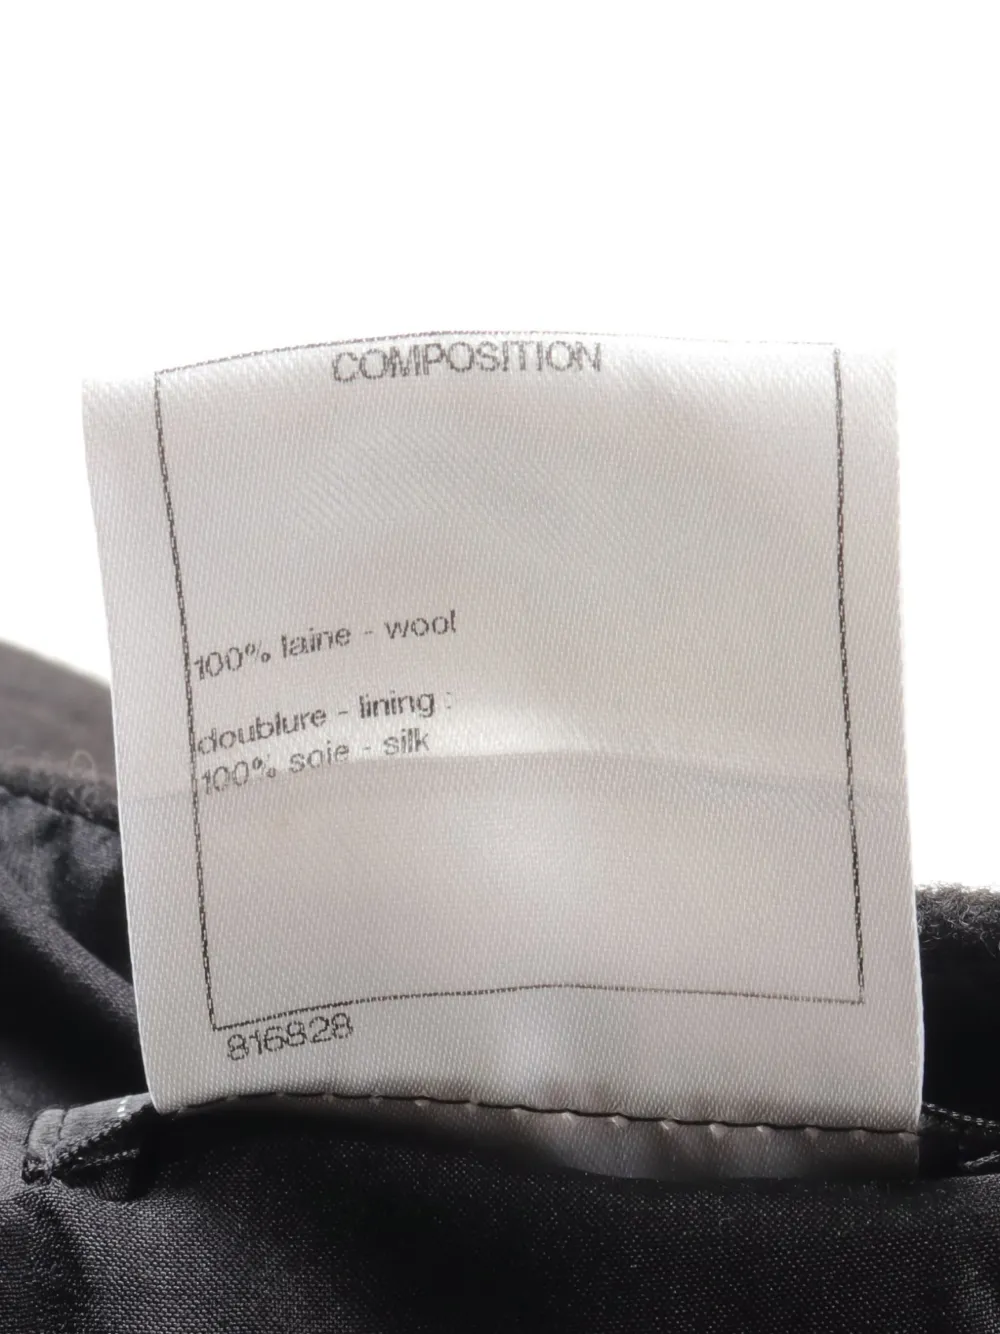 COMPOSITION
100% laine - wool
doublure - lining :
100% soie - silk
816828